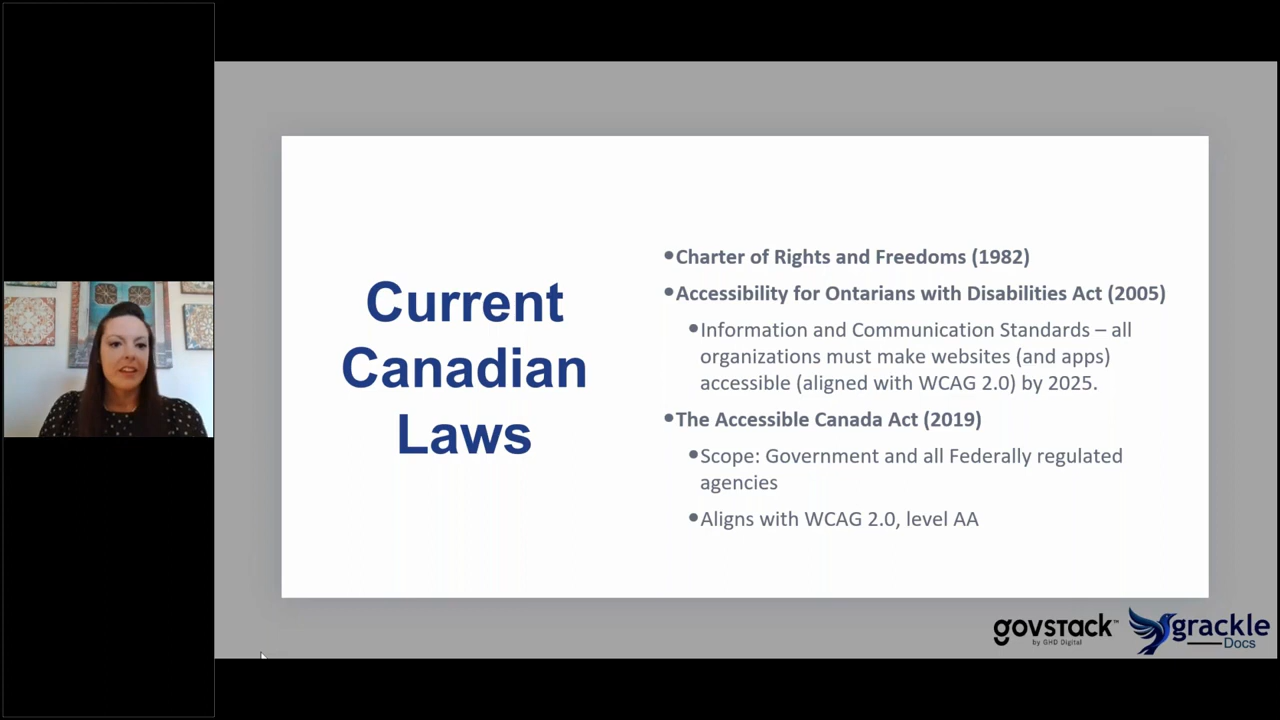 Current
Canadian
Laws
•Charter of Rights and Freedoms (1982)
•Accessibility for Ontarians with Disabilities Act (2005)
•Information and Communication Standards – all
organizations must make websites (and apps)
accessible (aligned with WCAG 2.0) by 2025.
•The Accessible Canada Act (2019)
•Scope: Government and all Federally regulated
agencies
•Aligns with WCAG 2.0, level AA
govstack™
by GHD Digital
grackle
Docs